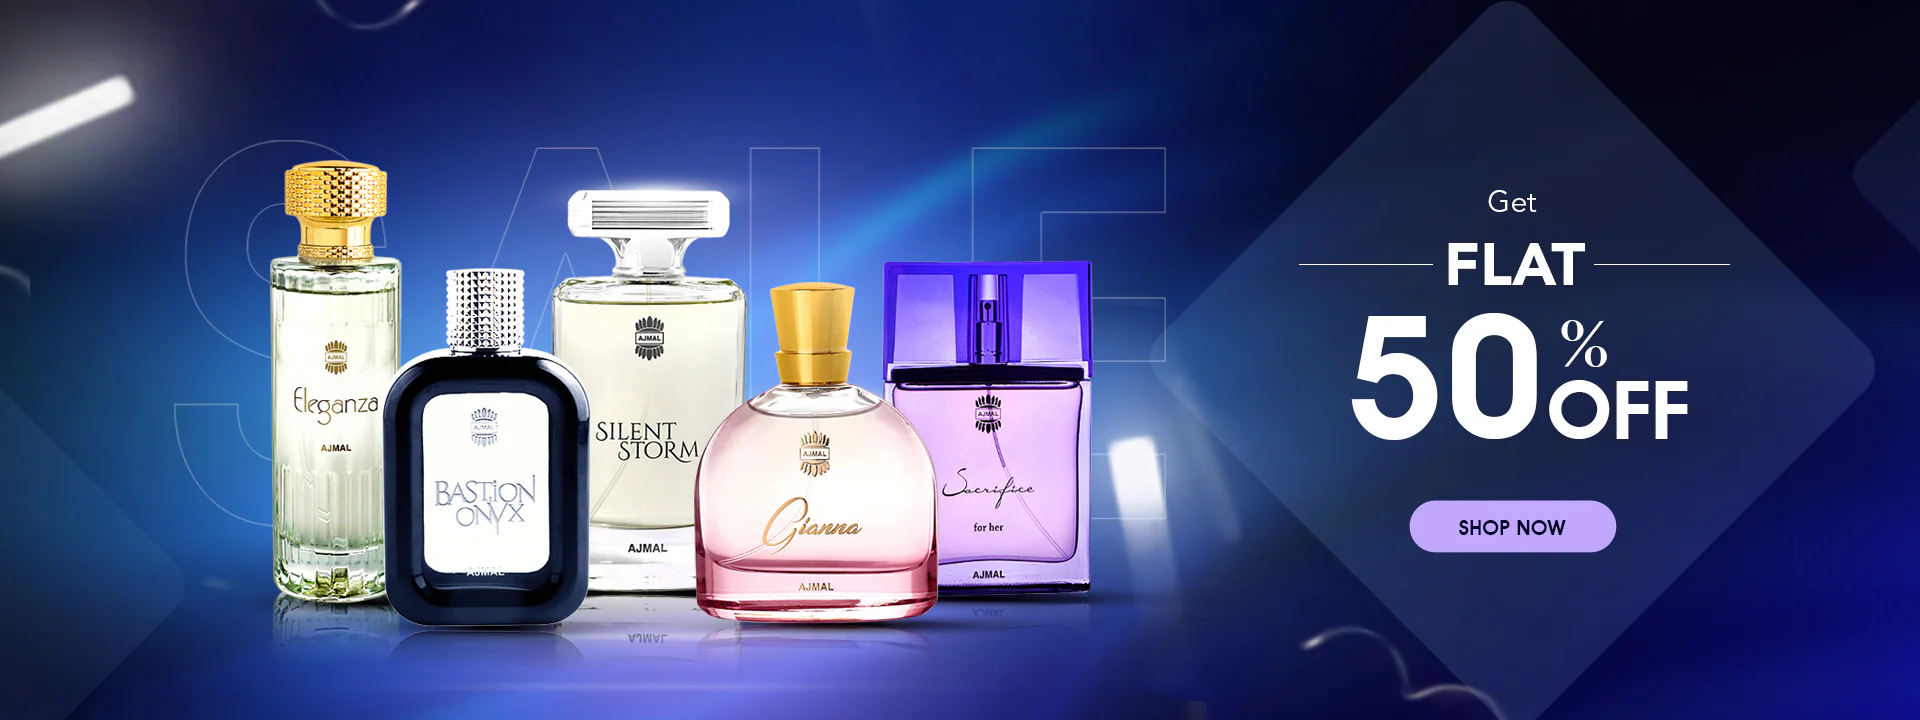 SALE
AJMAL
Eleganza
AJMAL
AJMAL
BASTION
ONYX
AJMAL
AJMAL
SILENT
STORM
AJMAL
AJMAL
Gianna
AJMAL
AJMAL
Sacrifice
for her
AJMAL
Get
FLAT
50%
OFF
SHOP NOW